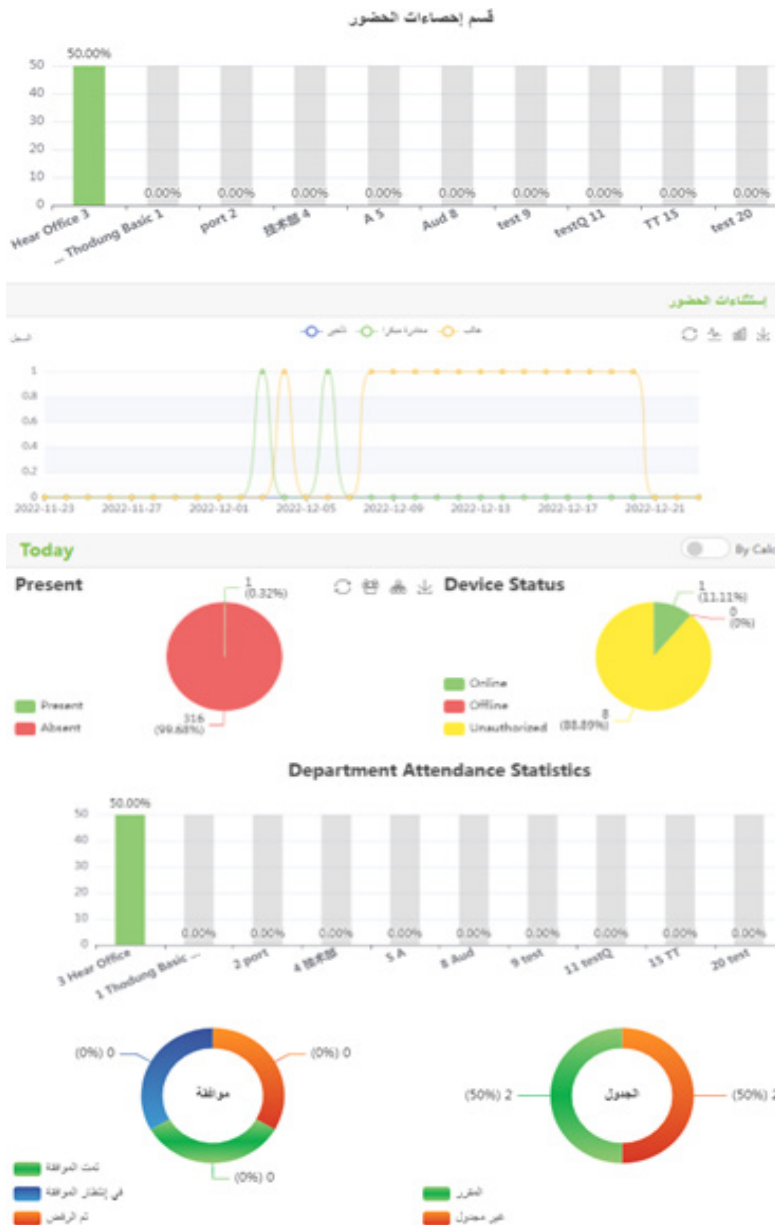 قسم إحصاءات الحضور
50.00%
50
40
30
20
10
0
0.00% 0.00% 0.00% 0.00% 0.00% 0.00% 0.00% 0.00% 0.00%
Hear Office 3 ... Thodung Basic 1 port 2 技术部 4 A 5 Aud 8 test 9 testQ 11 TT 15 test 20
إستثناءات الحضور
غائب مغادرة مبكرا
1
0.8
0.6
0.4
0.2
0
2022-11-23 2022-11-27 2022-12-01 2022-12-05 2022-12-09 2022-12-13 2022-12-17 2022-12-21
Today By Calc
Present
1
(0.32%)
Present
Absent
316
(99.68%)
Device Status
1
(11.11%)
0
(0%)
Online
Offline
Unauthorized
8
(88.89%)
Department Attendance Statistics
50.00%
50
40
30
20
10
0
0.00% 0.00% 0.00% 0.00% 0.00% 0.00% 0.00% 0.00% 0.00%
3 Hear Office 1 Thodung Basic ... 2 port 4 技术部 5 A 8 Aud 9 test 11 testQ 15 TT 20 test
(0%) 0 (0%) 0
موافقة
(0%) 0
تمت الموافقة
في إنتظار الموافقة
تم الرفض
(50%) 2 (50%) 2
الجدول
المقرر
غير مجدول